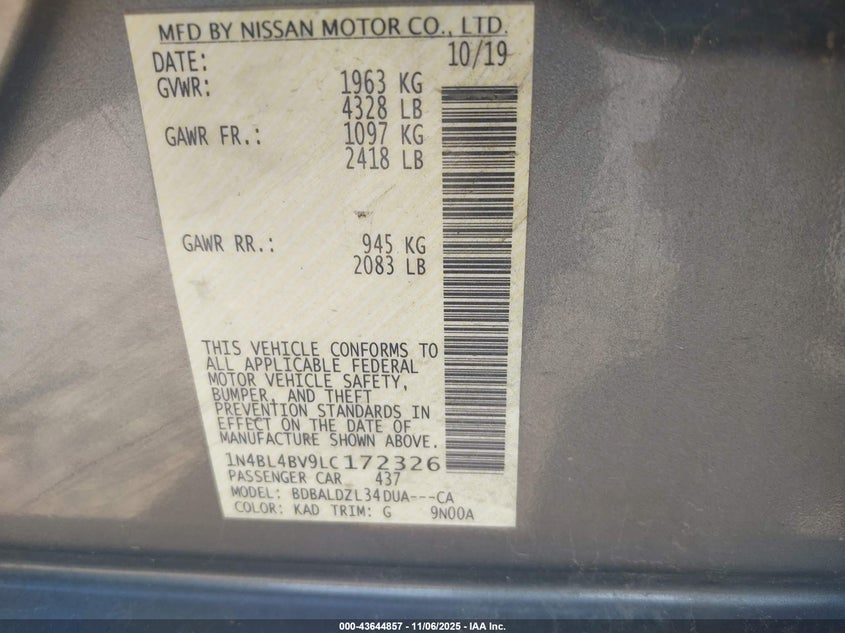 MFD BY NISSAN MOTOR CO., LTD.
DATE: 10/19
GVWR: 1963 KG
4328 LB
GAWR FR.: 1097 KG
2418 LB
GAWR RR.: 945 KG
2083 LB
THIS VEHICLE CONFORMS TO
ALL APPLICABLE FEDERAL
MOTOR VEHICLE SAFETY,
BUMPER, AND THEFT
PREVENTION STANDARDS IN
EFFECT ON THE DATE OF
MANUFACTURE SHOWN ABOVE.
1N4BL4BV9LC172326
PASSENGER CAR 437
MODEL: BDBALDZL34DUA---CA
COLOR: KAD TRIM: G 9N00A
000-43644857 - 11/06/2025 - IAA Inc.